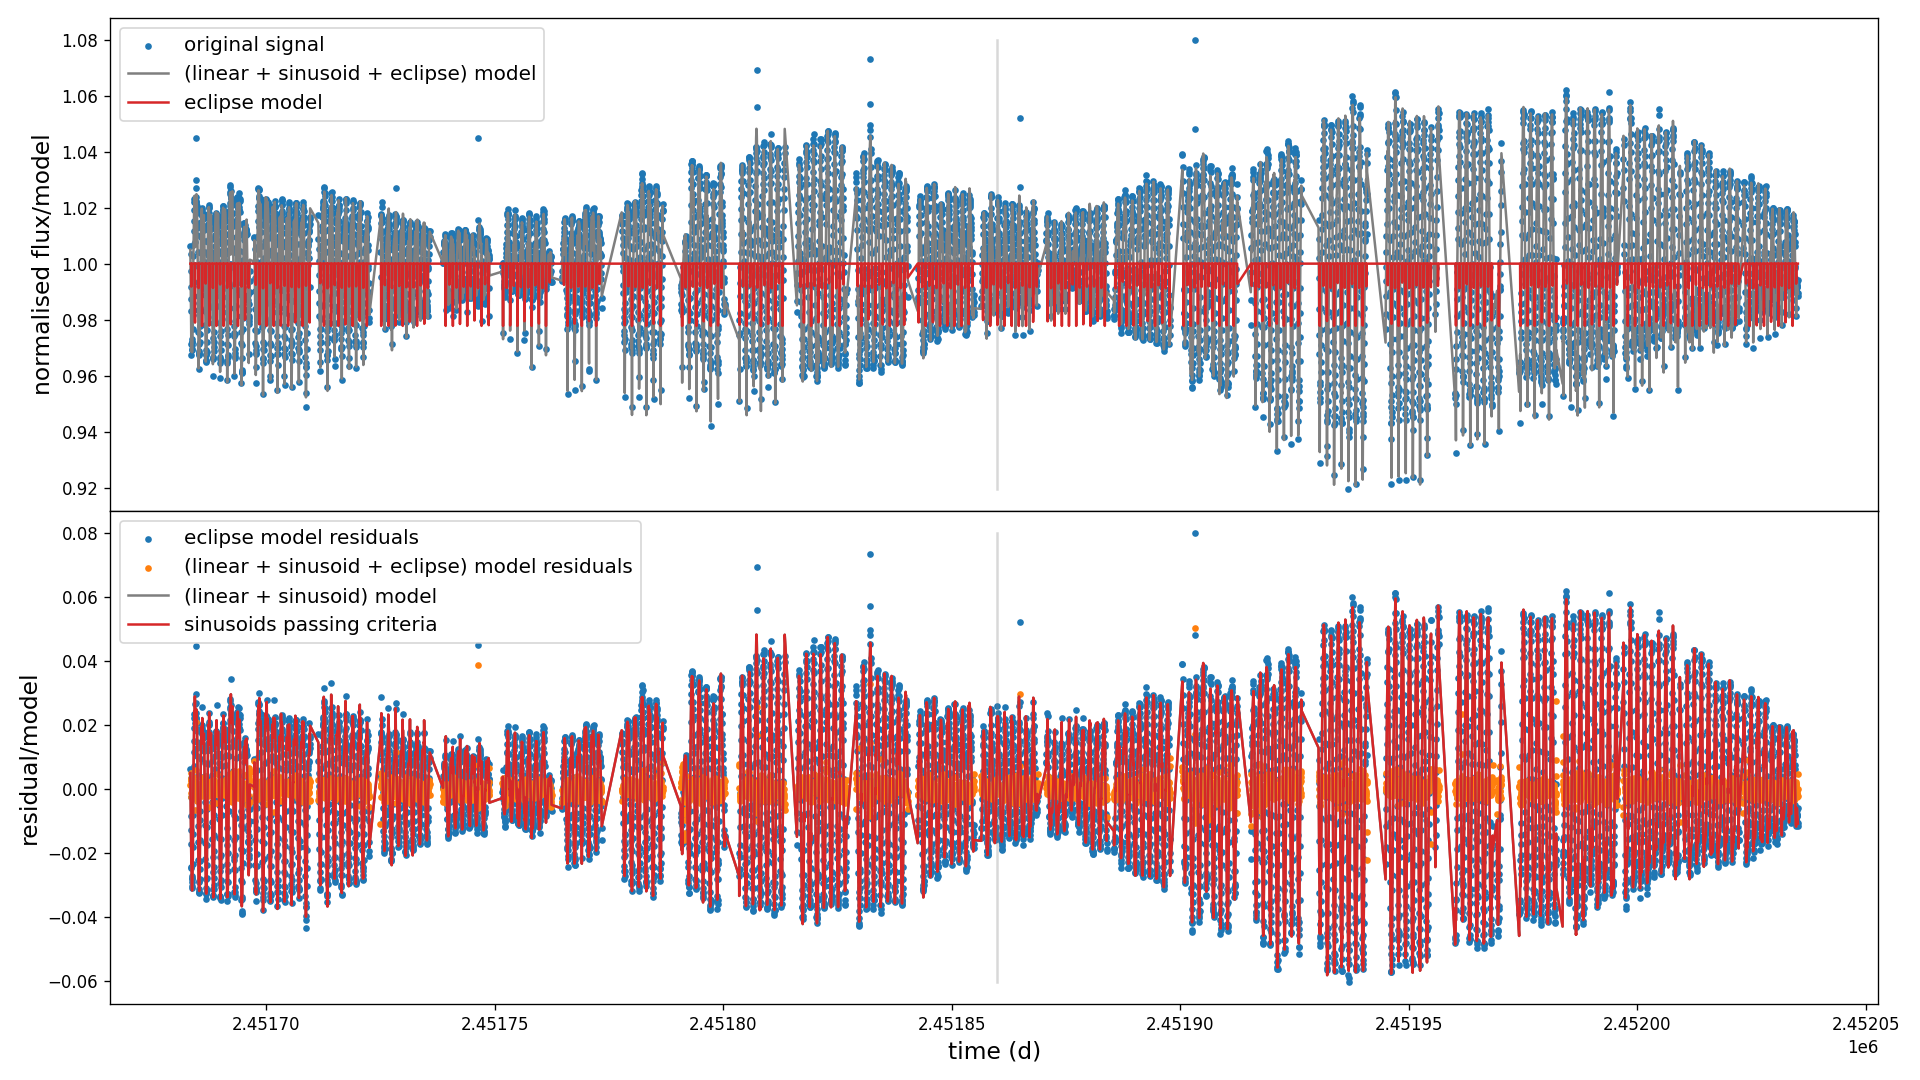 1.08
1.06
1.04
1.02
1.00
0.98
0.96
0.94
0.92
normalised flux/model
original signal
(linear + sinusoid + eclipse) model
eclipse model
0.08
0.06
0.04
0.02
0.00
−0.02
−0.04
−0.06
residual/model
eclipse model residuals
(linear + sinusoid + eclipse) model residuals
(linear + sinusoid) model
sinusoids passing criteria
2.45170 2.45175 2.45180 2.45185 2.45190 2.45195 2.45200 2.45205
time (d)
1e6